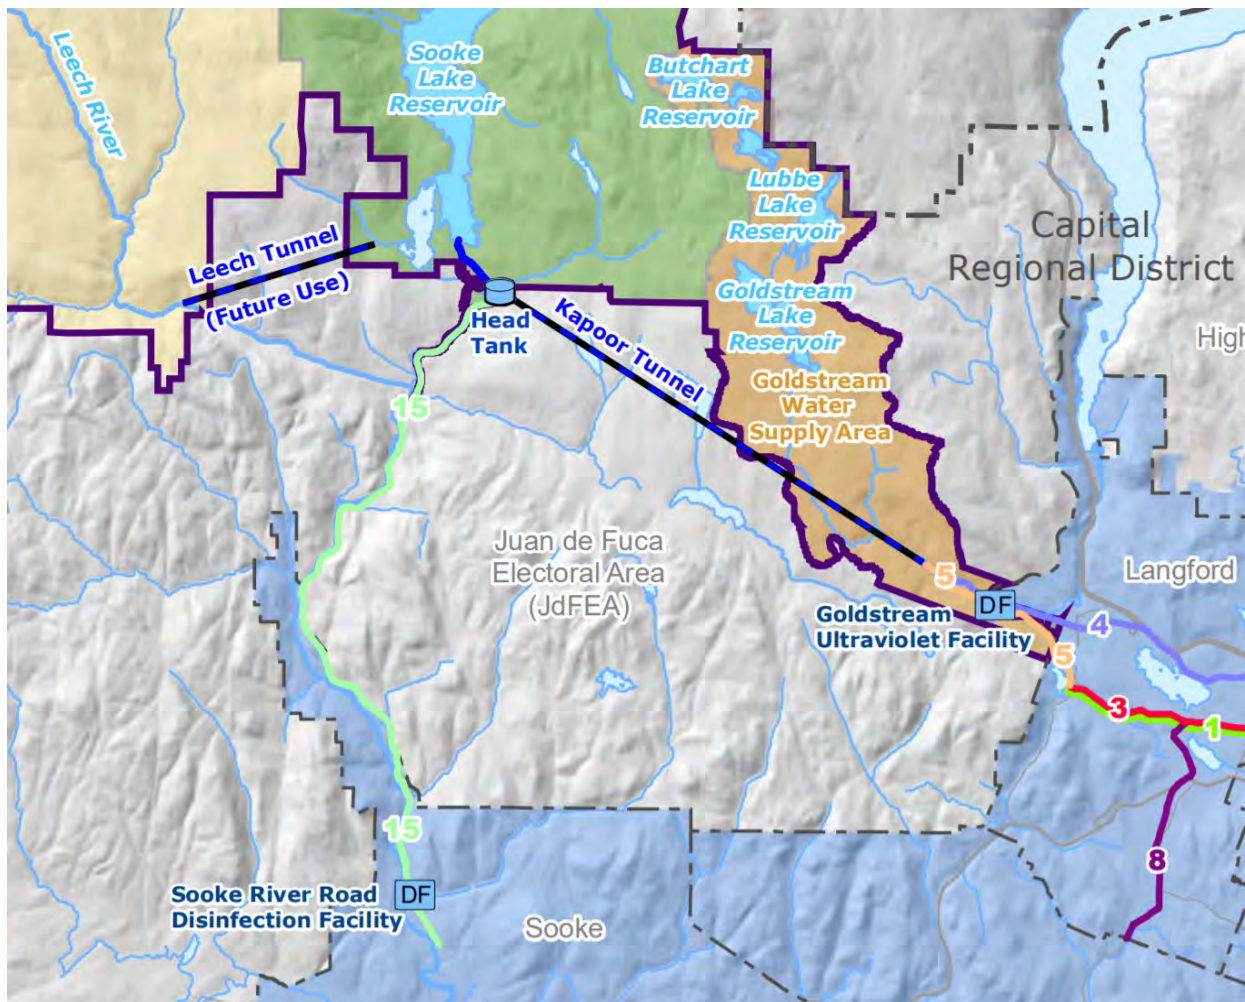 Leech River
Sooke
Lake
Reservoir
Butchart
Lake
Reservoir
Lubbe
Lake
Reservoir
Capital
Regional District
Leech Tunnel
(Future Use)
Head
Tank
Kapoor Tunnel
Goldstream
Lake
Reservoir
High
Goldstream
Water
Supply Area
15
Juan de Fuca
Electoral Area
(JdFEA)
Langford
5
DF
Goldstream
Ultraviolet Facility
4
5
3
1
15
8
Sooke River Road
Disinfection Facility
DF
Sooke